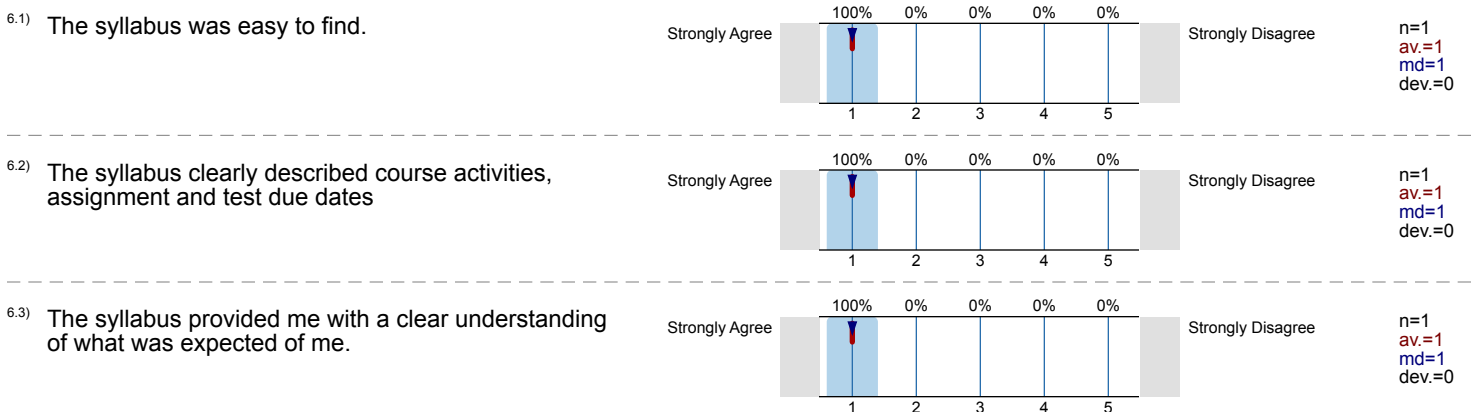 6.1) The syllabus was easy to find.
100% 0% 0% 0% 0%
Strongly Agree Strongly Disagree
n=1
av.=1
md=1
dev.=0
1 2 3 4 5
6.2) The syllabus clearly described course activities,
assignment and test due dates
100% 0% 0% 0% 0%
Strongly Agree Strongly Disagree
n=1
av.=1
md=1
dev.=0
1 2 3 4 5
6.3) The syllabus provided me with a clear understanding
of what was expected of me.
100% 0% 0% 0% 0%
Strongly Agree Strongly Disagree
n=1
av.=1
md=1
dev.=0
1 2 3 4 5